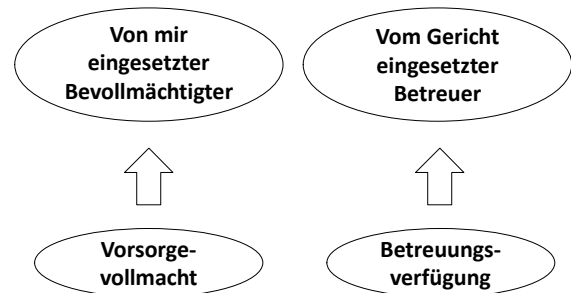 Von mir
eingesetzter
Bevollmächtigter
Vom Gericht
eingesetzter
Betreuer
Vorsorge-
vollmacht
Betreuungs-
verfügung